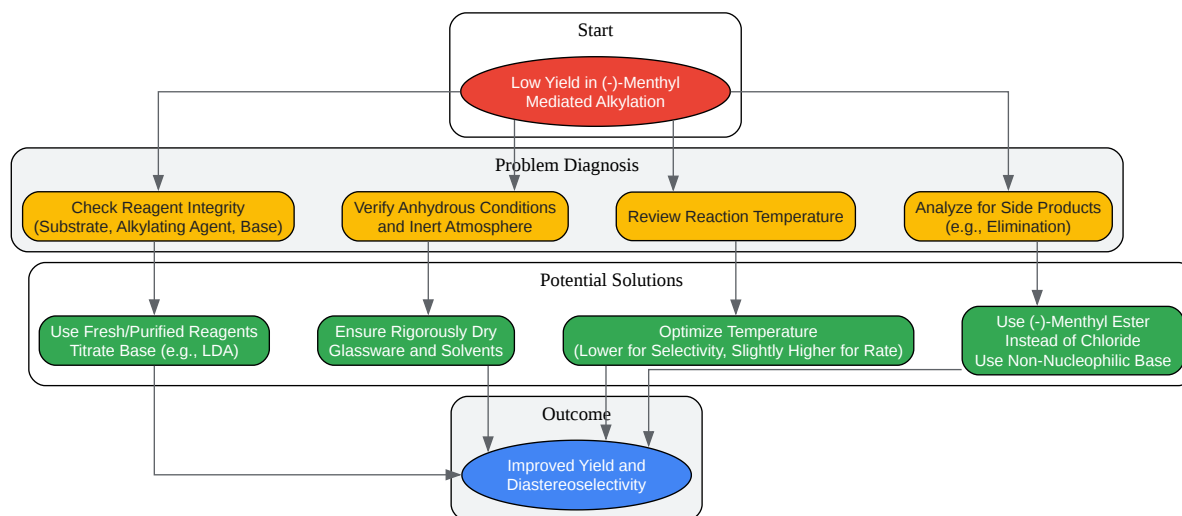 Start
Low Yield in (-)-Menthyl
Mediated Alkylation
Problem Diagnosis
Check Reagent Integrity
(Substrate, Alkylating Agent, Base)
Verify Anhydrous Conditions
and Inert Atmosphere
Review Reaction Temperature
Analyze for Side Products
(e.g., Elimination)
Potential Solutions
Use Fresh/Purified Reagents
Titrate Base (e.g., LDA)
Ensure Rigorously Dry
Glassware and Solvents
Optimize Temperature
(Lower for Selectivity, Slightly Higher for Rate)
Use (-)-Menthyl Ester
Instead of Chloride
Use Non-Nucleophilic Base
Outcome
Improved Yield and
Diastereoselectivity